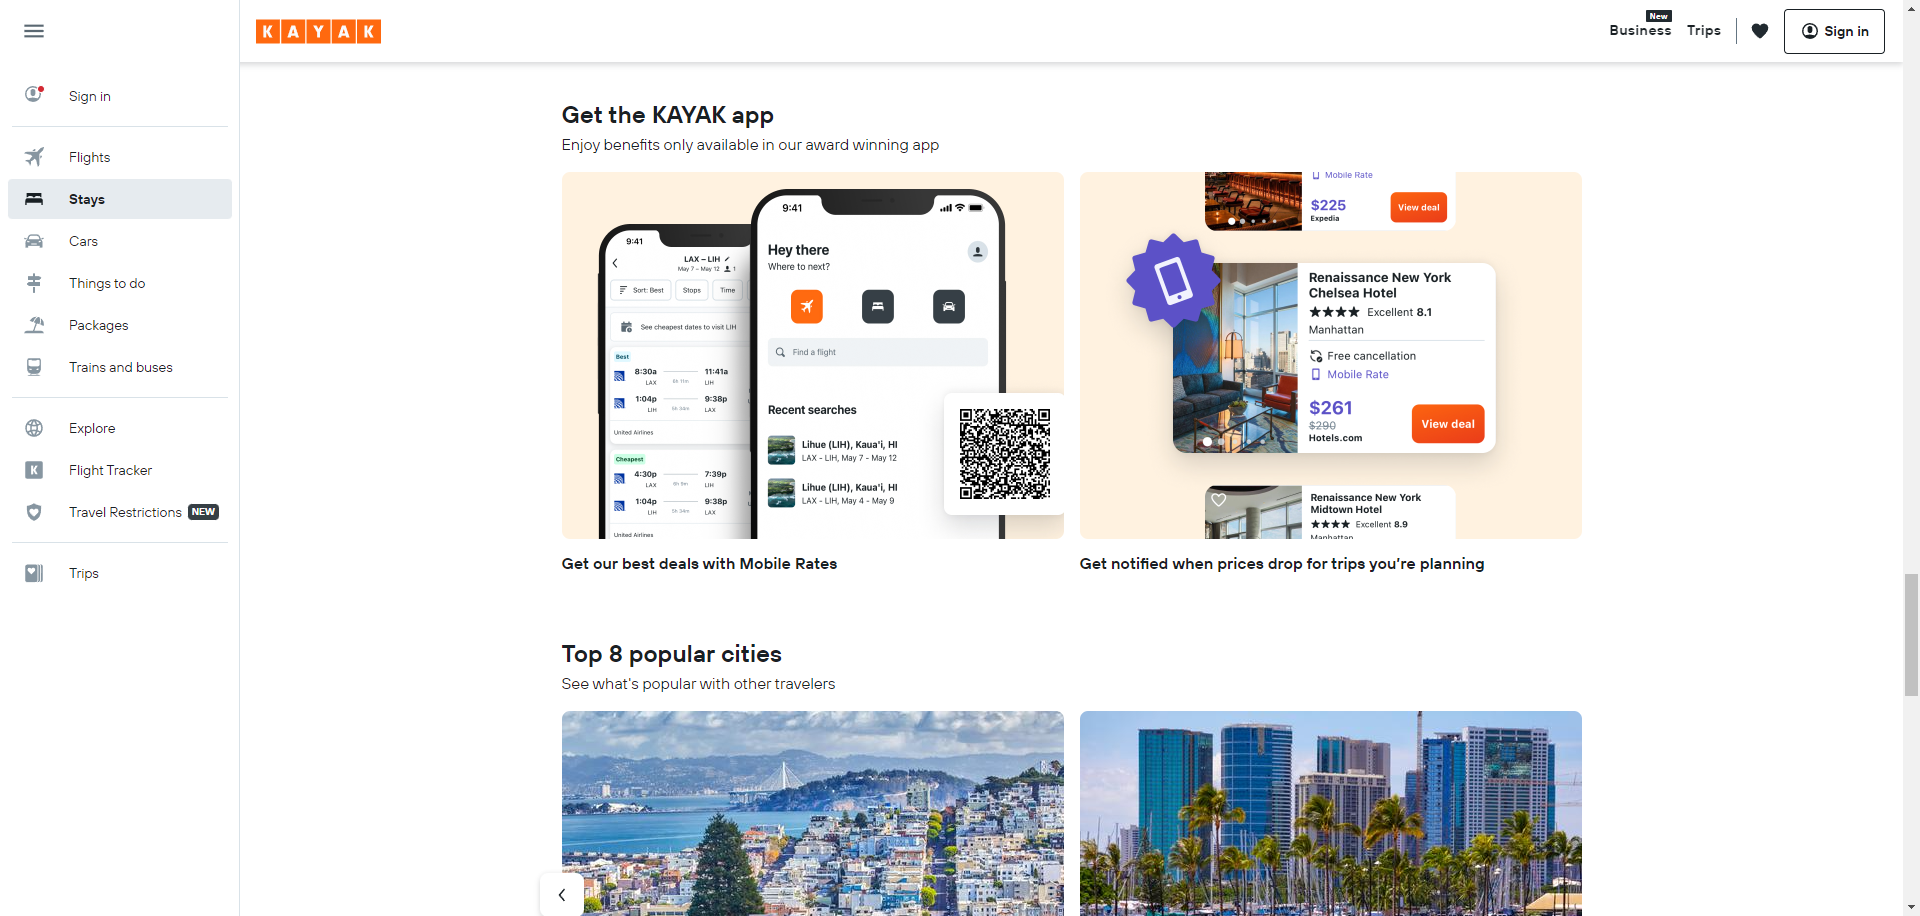 KAYAK
New
Business
Trips
Sign in
Sign in
Flights
Stays
Cars
Things to do
Packages
Trains and buses
Explore
Flight Tracker
Travel Restrictions NEW
Trips
Get the KAYAK app
Enjoy benefits only available in our award winning app
9:41
LAX – LIH
May 7 – May 12 1
Sort: Best
Stops
Time
See cheapest dates to visit LIH
Best
8:30a 11:41a
LAX 6h 11m LIH
1:04p 9:38p
LIH 5h 34m LAX
United Airlines
Cheapest
4:30p 7:39p
LAX LIH
1:04p 9:38p
LIH 5h 34m LAX
United Airlines
9:41
Hey there
Where to next?
Find a flight
Recent searches
Lihue (LIH), Kaua'i, HI
LAX - LIH, May 7 - May 12
Lihue (LIH), Kaua'i, HI
LAX - LIH, May 4 - May 9
Get our best deals with Mobile Rates
Mobile Rate
$225
Expedia
View deal
Renaissance New York
Chelsea Hotel
Excellent 8.1
Manhattan
Free cancellation
Mobile Rate
$261
$290
Hotels.com
View deal
Renaissance New York
Midtown Hotel
Excellent 8.9
Manhattan
Get notified when prices drop for trips you’re planning
Top 8 popular cities
See what's popular with other travelers